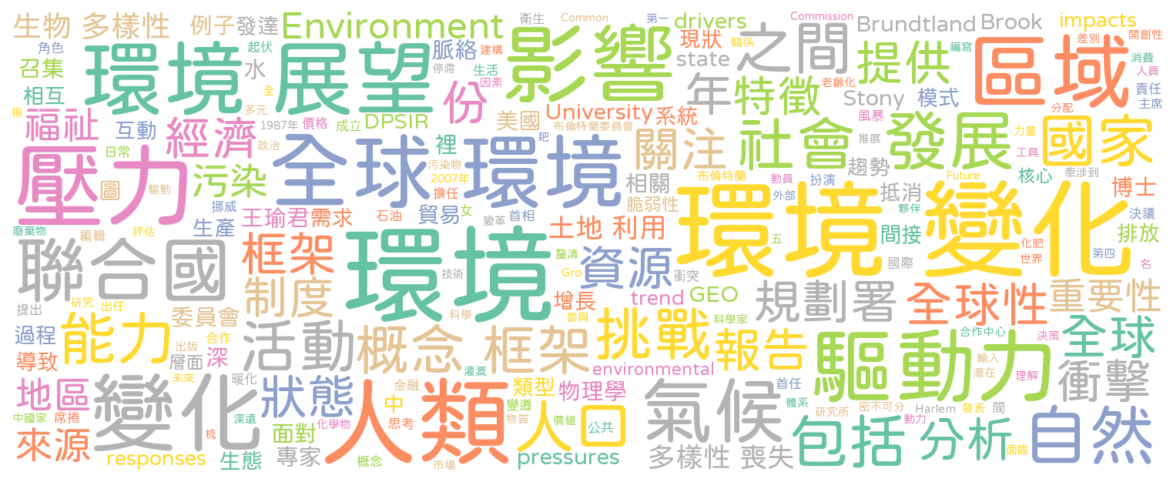 生物 多樣性 例子 發達 Environment 衛生 Common 第一 drivers Commission Brundtland Brook impacts 開創性
角色 起伏 脈絡 建構 影響 現狀 關係 之間 編寫 差別 消費
召集 環境 展望 停滯 生活 state 老齡化 提供 區域 人員
相互 水 因素 份 年 特徵 Stony 模式 責任 主席
指 全 多元 University 系統 美國 風暴 分配
福祉 互動 經濟 1987年 價格 成立 DPSIR 布倫特蘭委員會 裡 關注 社會 推展 發展 力量 國家
壓力 日常 政治 全球 環境 耙 動員 趨勢 工具 牽涉到
污染 圖 驅動 污染物 2007年 相關 布倫特蘭 扮演 核心
挪威 生產 王瑜君 需求 石油 擔任 貿易 女 脆弱性 外部 抵消 Future 夥伴 博士
廢棄物 編輯 評估 變革 首相 土地 利用 環境 變化 決議
聯合國 框架 環境 釐清 五 間接 化肥 第四 排放
技術 Gro 資源 衝突 國際 世界 名
提出 研究 出任 制度 科學 增長 trend GEO 規劃署 全球性 重要性
過程 能力 委員會 合作 活動 概念 框架 參與 挑戰 科學家 報告 驅動力 合作中心 決策 全球
導致 出版 層面 深 environmental 輸入 潛在 理解 衝擊
地區 未來 變化 暖化 狀態 金融 人類 灌溉 類型 物理學 氣候 首任 體系
中國家 席捲 深遠 化學物 中 思考 變遷 物質 人口 價值 公共 研究所 密不可分 Harlem 發表 間 動力
來源 梳 面對 包括 分析 自然 面臨
responses 生態 專家 概念 市場 pressures 多樣性 喪失